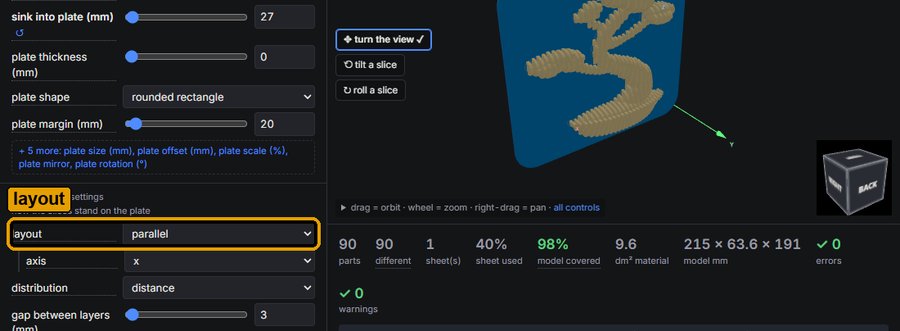 sink into plate (mm)
↺
27
plate thickness
(mm)
0
plate shape
rounded rectangle
plate margin (mm)
20
+ 5 more: plate size (mm), plate offset (mm), plate scale (%),
plate mirror, plate rotation (°)
layout
settings
layout
parallel
axis
x
distribution
distance
gap between layers
(mm)
3
✥ turn the view ✓
⟲ tilt a slice
↻ roll a slice
Y
BACK
▶ drag = orbit · wheel = zoom · right-drag = pan · all controls
90
parts
90
different
1
sheet(s)
40%
sheet used
98%
model covered
9.6
dm² material
215 × 63.6 × 191
model mm
✓ 0
errors
✓ 0
warnings